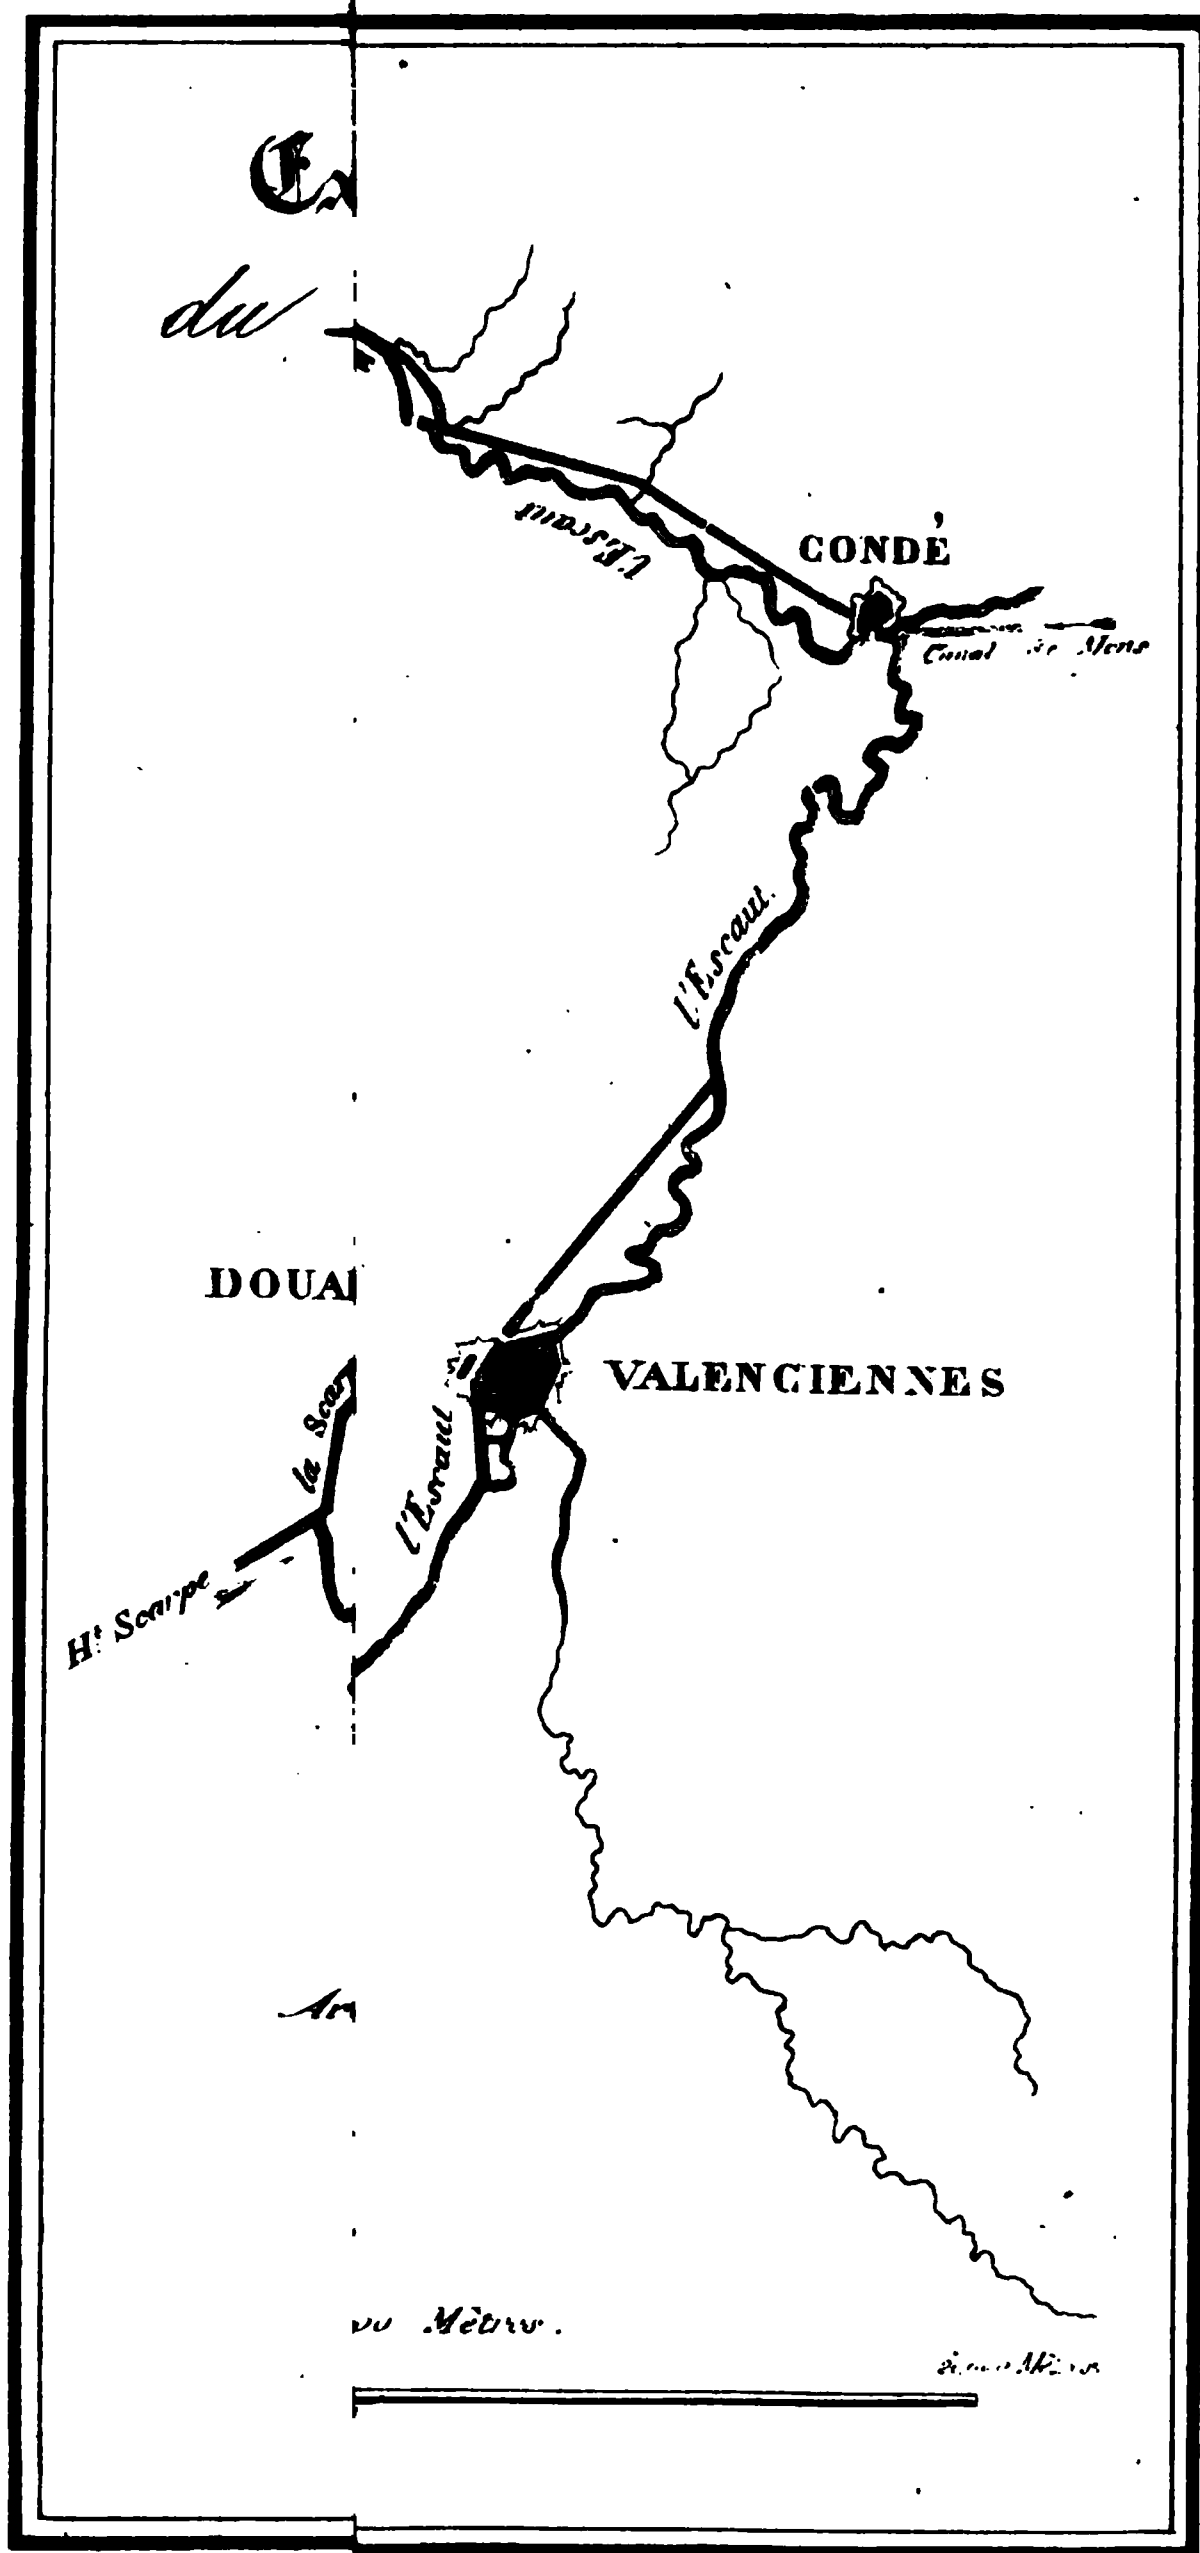 du
l'Escaut
CONDÉ
Canal de Mons
l'Escaut.
DOUA
VALENCIENNES
la Scar
l'Escaut
Ht Scarpe
Mètres.